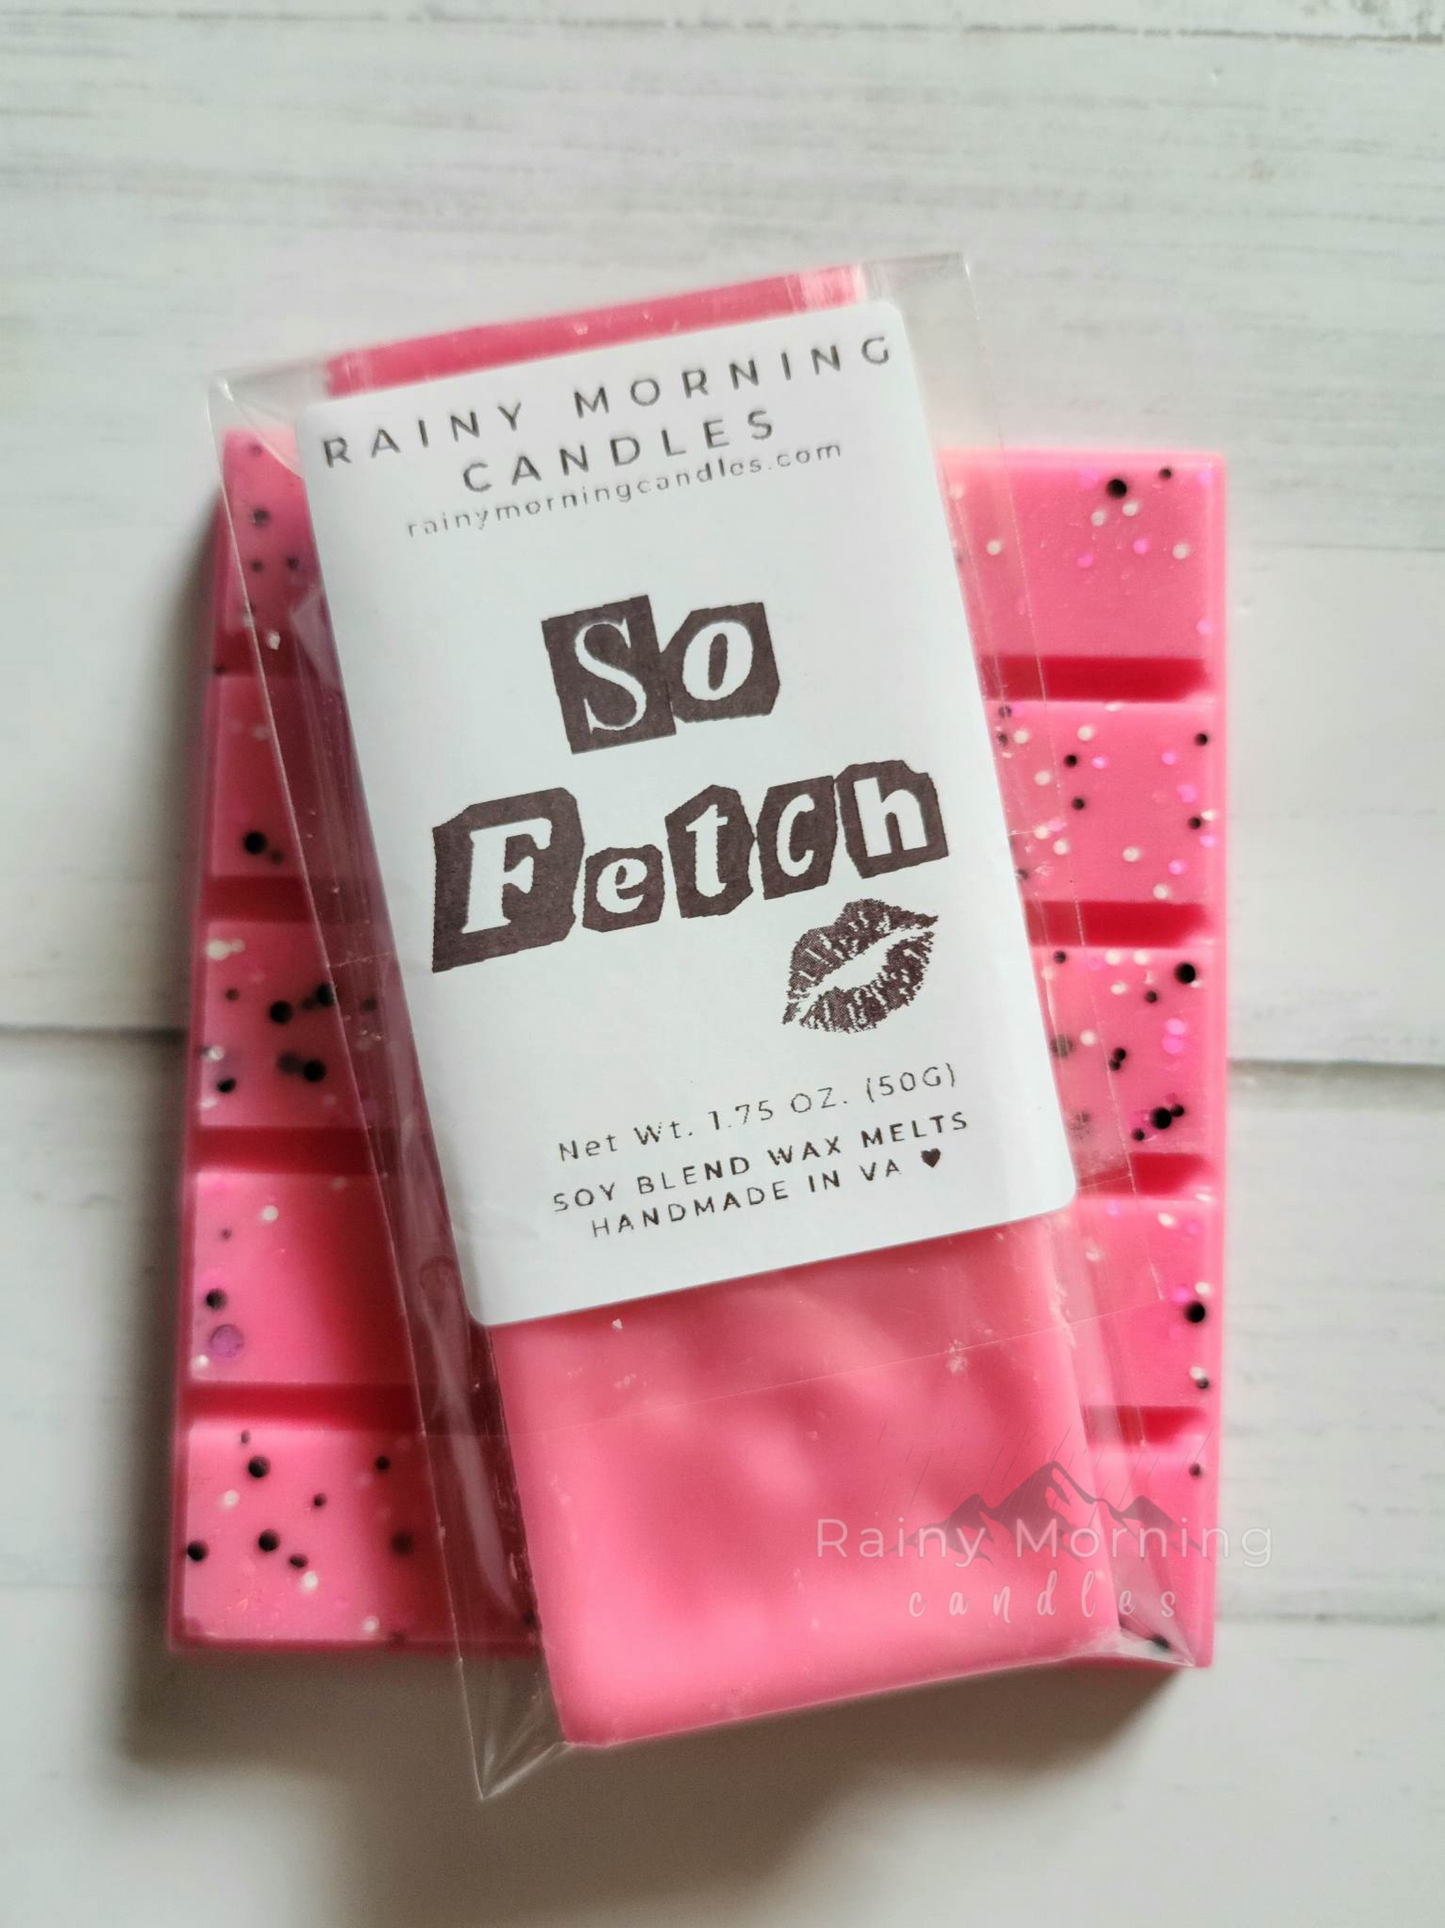 RAINY MORNING
CANDLES
rainymorningcandles.com
So
Fetch
Net Wt. 1.75 OZ. (50G)
SOY BLEND WAX MELTS
HANDMADE IN VA ♥
Rainy Morning
candles